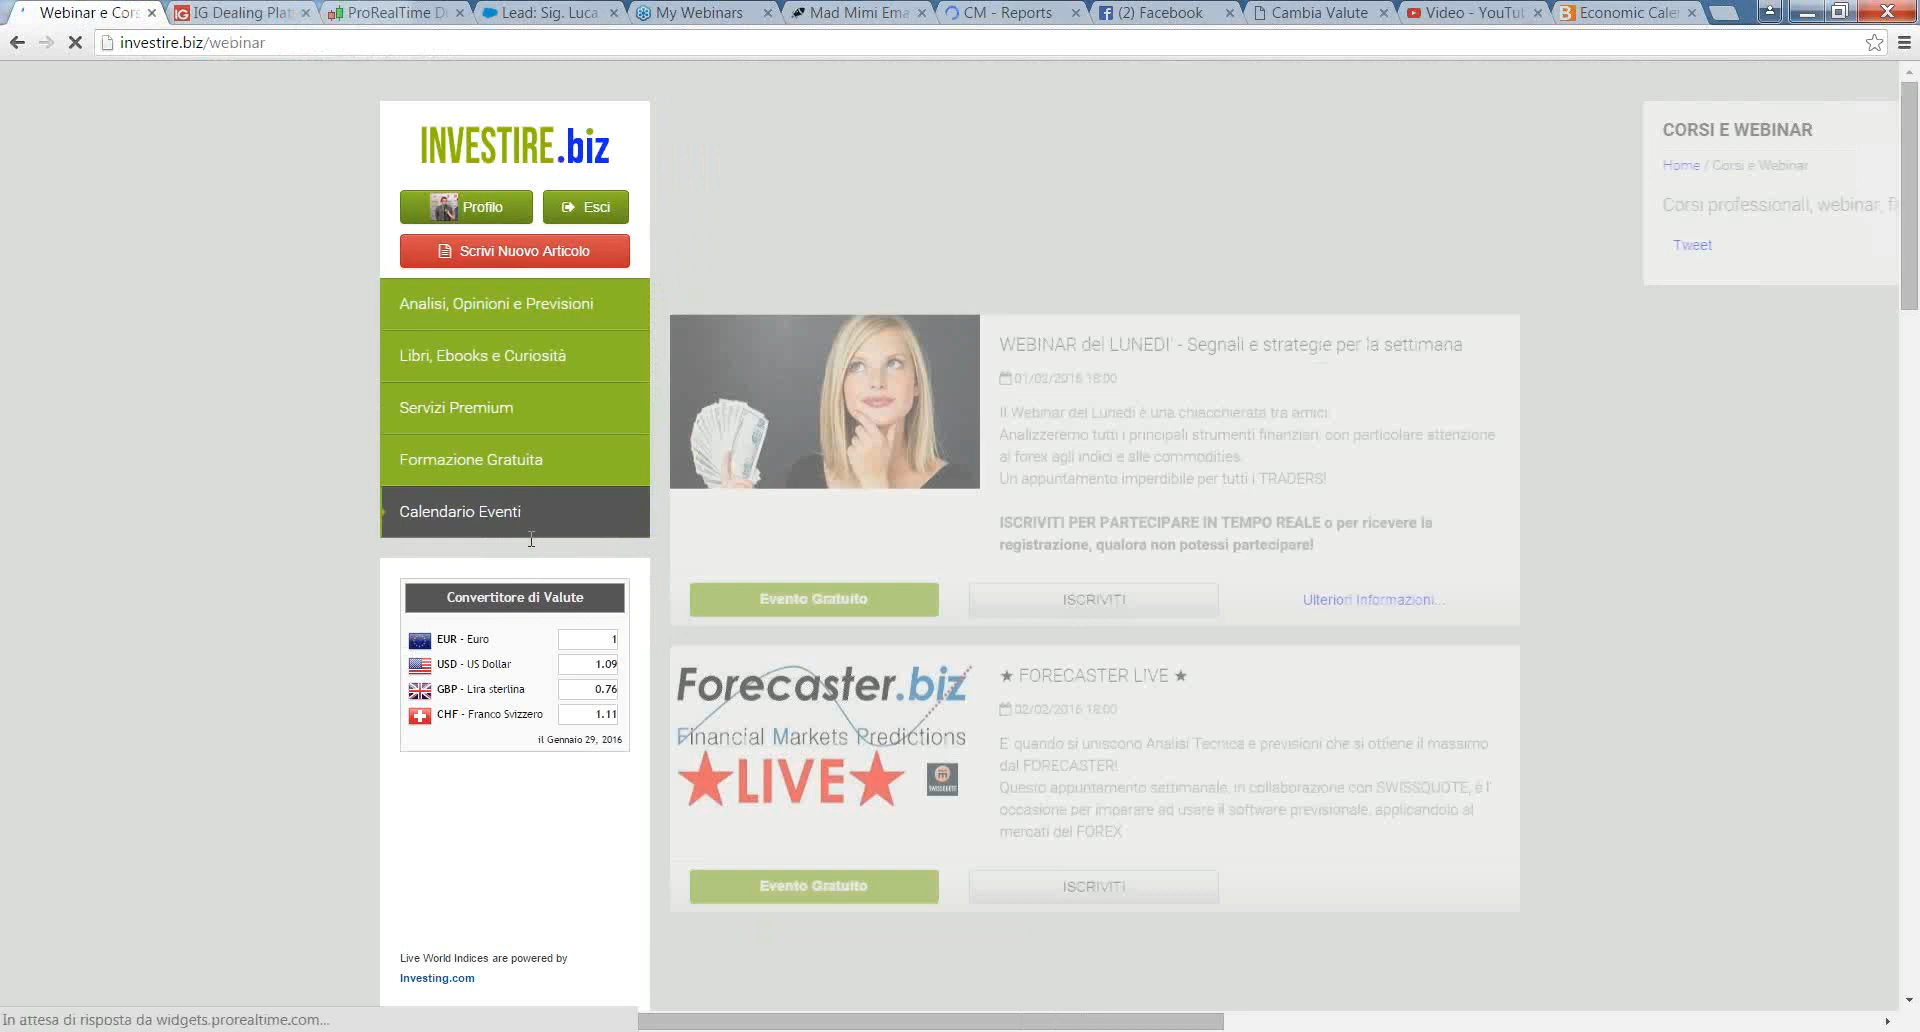 Webinar e Cors
IG Dealing Plat
ProRealTime D
Lead: Sig. Luca
My Webinars
Mad Mimi Ema
CM - Reports
(2) Facebook
Cambia Valute
Video - YouTub
Economic Cale
investire.biz/webinar
INVESTIRE.biz
Profilo
Esci
Scrivi Nuovo Articolo
Analisi, Opinioni e Previsioni
Libri, Ebooks e Curiosità
Servizi Premium
Formazione Gratuita
Calendario Eventi
Convertitore di Valute
EUR - Euro 1
USD - US Dollar 1.09
GBP - Lira sterlina 0.76
CHF - Franco Svizzero 1.11
il Gennaio 29, 2016
Live World Indices are powered by
Investing.com
CORSI E WEBINAR
Home / Corsi e Webinar
Corsi professionali, webinar,
Tweet
WEBINAR del LUNEDI' - Segnali e strategie per la settimana
01/02/2016 18:00
Il Webinar del Lunedì è una chiacchierata tra amici.
Analizzeremo tutti i principali strumenti finanziari, con particolare attenzione
al forex agli indici e alle commodities.
Un appuntamento imperdibile per tutti i TRADERS!
ISCRIVITI PER PARTECIPARE IN TEMPO REALE o per ricevere la
registrazione, qualora non potessi partecipare!
Evento Gratuito
ISCRIVITI
Ulteriori Informazioni...
Forecaster.biz
Financial Markets Predictions
★LIVE★
SWISSQUOTE
★ FORECASTER LIVE ★
02/02/2016 18:00
E' quando si uniscono Analisi Tecnica e previsioni che si ottiene il massimo
dal FORECASTER!
Questo appuntamento settimanale, in collaborazione con SWISSQUOTE, è l'
occasione per imparare ad usare il software previsionale, applicandolo ai
mercati del FOREX
Evento Gratuito
ISCRIVITI
In attesa di risposta da widgets.prorealtime.com...